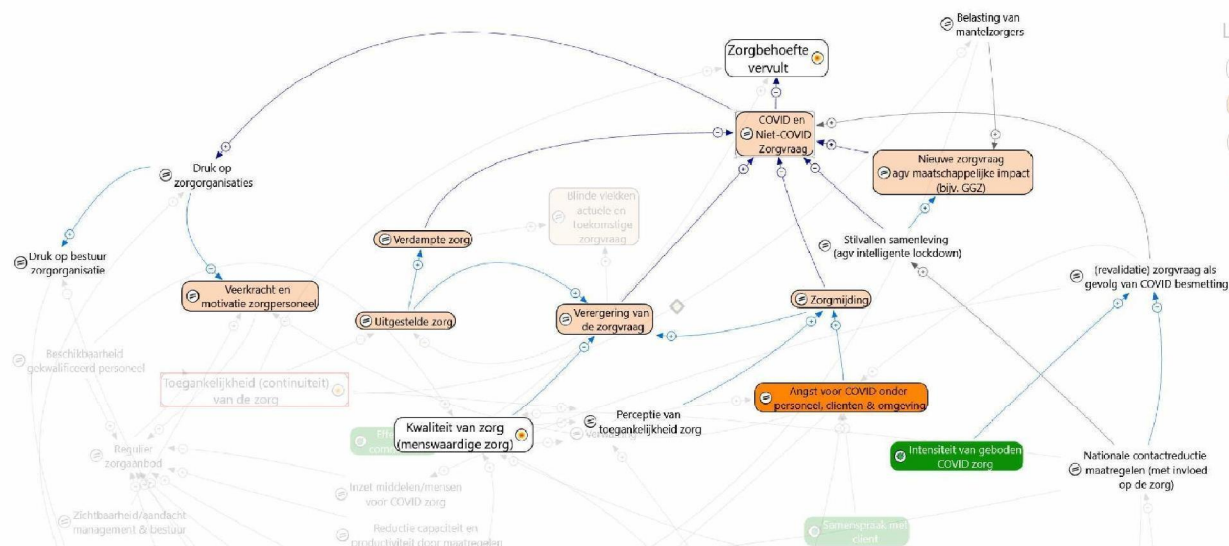 Belasting van
mantelzorgers
Zorgbehoefte
vervult
COVID en
Niet-COVID
Zorgvraag
Nieuwe zorgvraag
agv maatschappelijke impact
(bijv. GGZ)
Druk op
zorgorganisaties
Blinde vlekken
actuele en
toekomstige
zorgvraag
Verdampte zorg
Stilvallen samenleving
(agv intelligente lockdown)
Druk op bestuur
zorgorganisatie
(revalidatie) zorgvraag als
gevolg van COVID besmetting
Veerkracht en
motivatie zorgpersoneel
Uitgestelde zorg
Verergering van
de zorgvraag
Zorgmijding
Beschikbaarheid
gekwalificeerd personeel
Toegankelijkheid (continuiteit)
van de zorg
Angst voor COVID onder
personeel, clienten & omgeving
Kwaliteit van zorg
(menswaardige zorg)
Perceptie van
toegankelijkheid zorg
Regulier
zorgaanbod
Intensiteit van geboden
COVID zorg
Nationale contactreductie
maatregelen (met invloed
op de zorg)
Inzet middelen/mensen
voor COVID zorg
Zichtbaarheid/aandacht
management & bestuur
Reductie capaciteit en
productiviteit door maatregelen
Samenspraak met
client